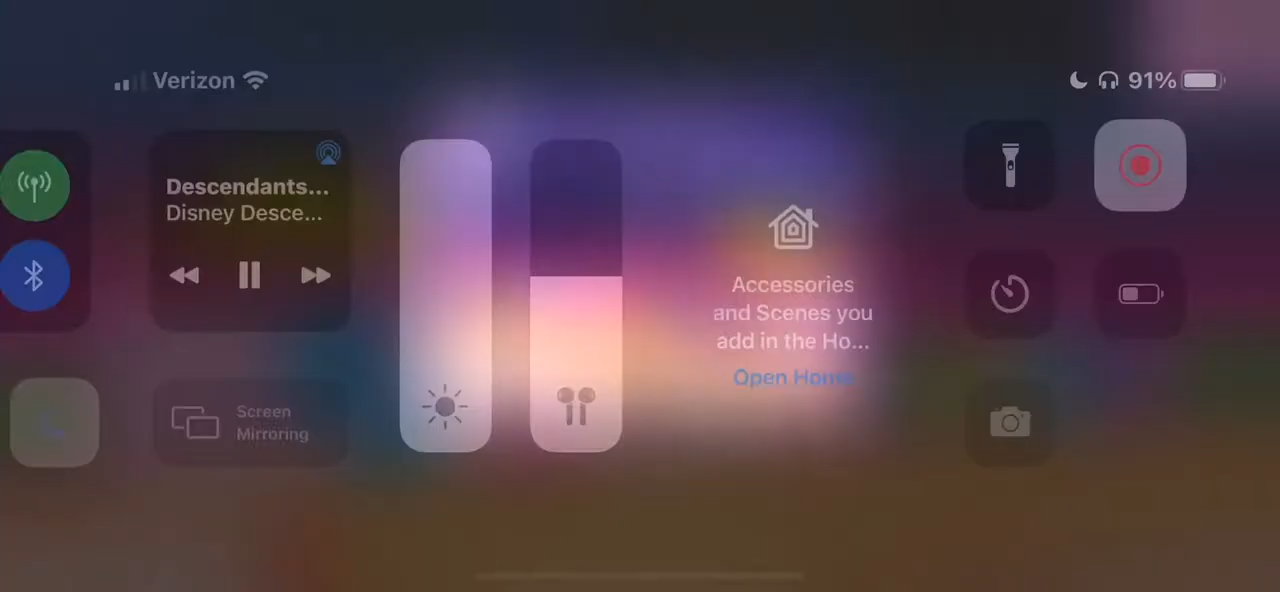 Verizon
91%
Descendants...
Disney Desce...
Screen
Mirroring
Accessories
and Scenes you
add in the Ho...
Open Home